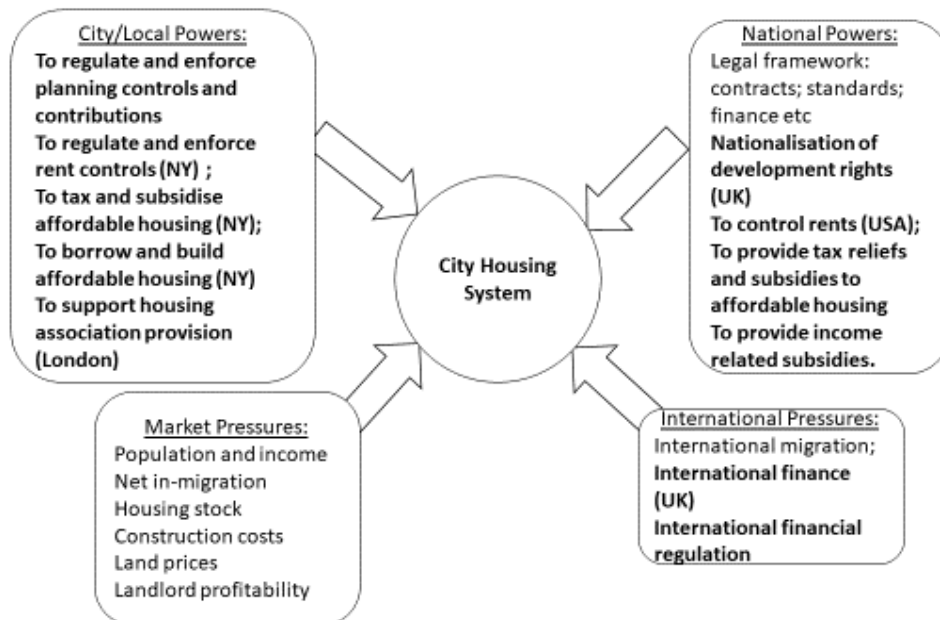 City/Local Powers:
To regulate and enforce
planning controls and
contributions
To regulate and enforce
rent controls (NY) ;
To tax and subsidise
affordable housing (NY);
To borrow and build
affordable housing (NY)
To support housing
association provision
(London)
National Powers:
Legal framework:
contracts; standards;
finance etc
Nationalisation of
development rights
(UK)
To control rents (USA);
To provide tax reliefs
and subsidies to
affordable housing
To provide income
related subsidies.
City Housing
System
Market Pressures:
Population and income
Net in-migration
Housing stock
Construction costs
Land prices
Landlord profitability
International Pressures:
International migration;
International finance
(UK)
International financial
regulation